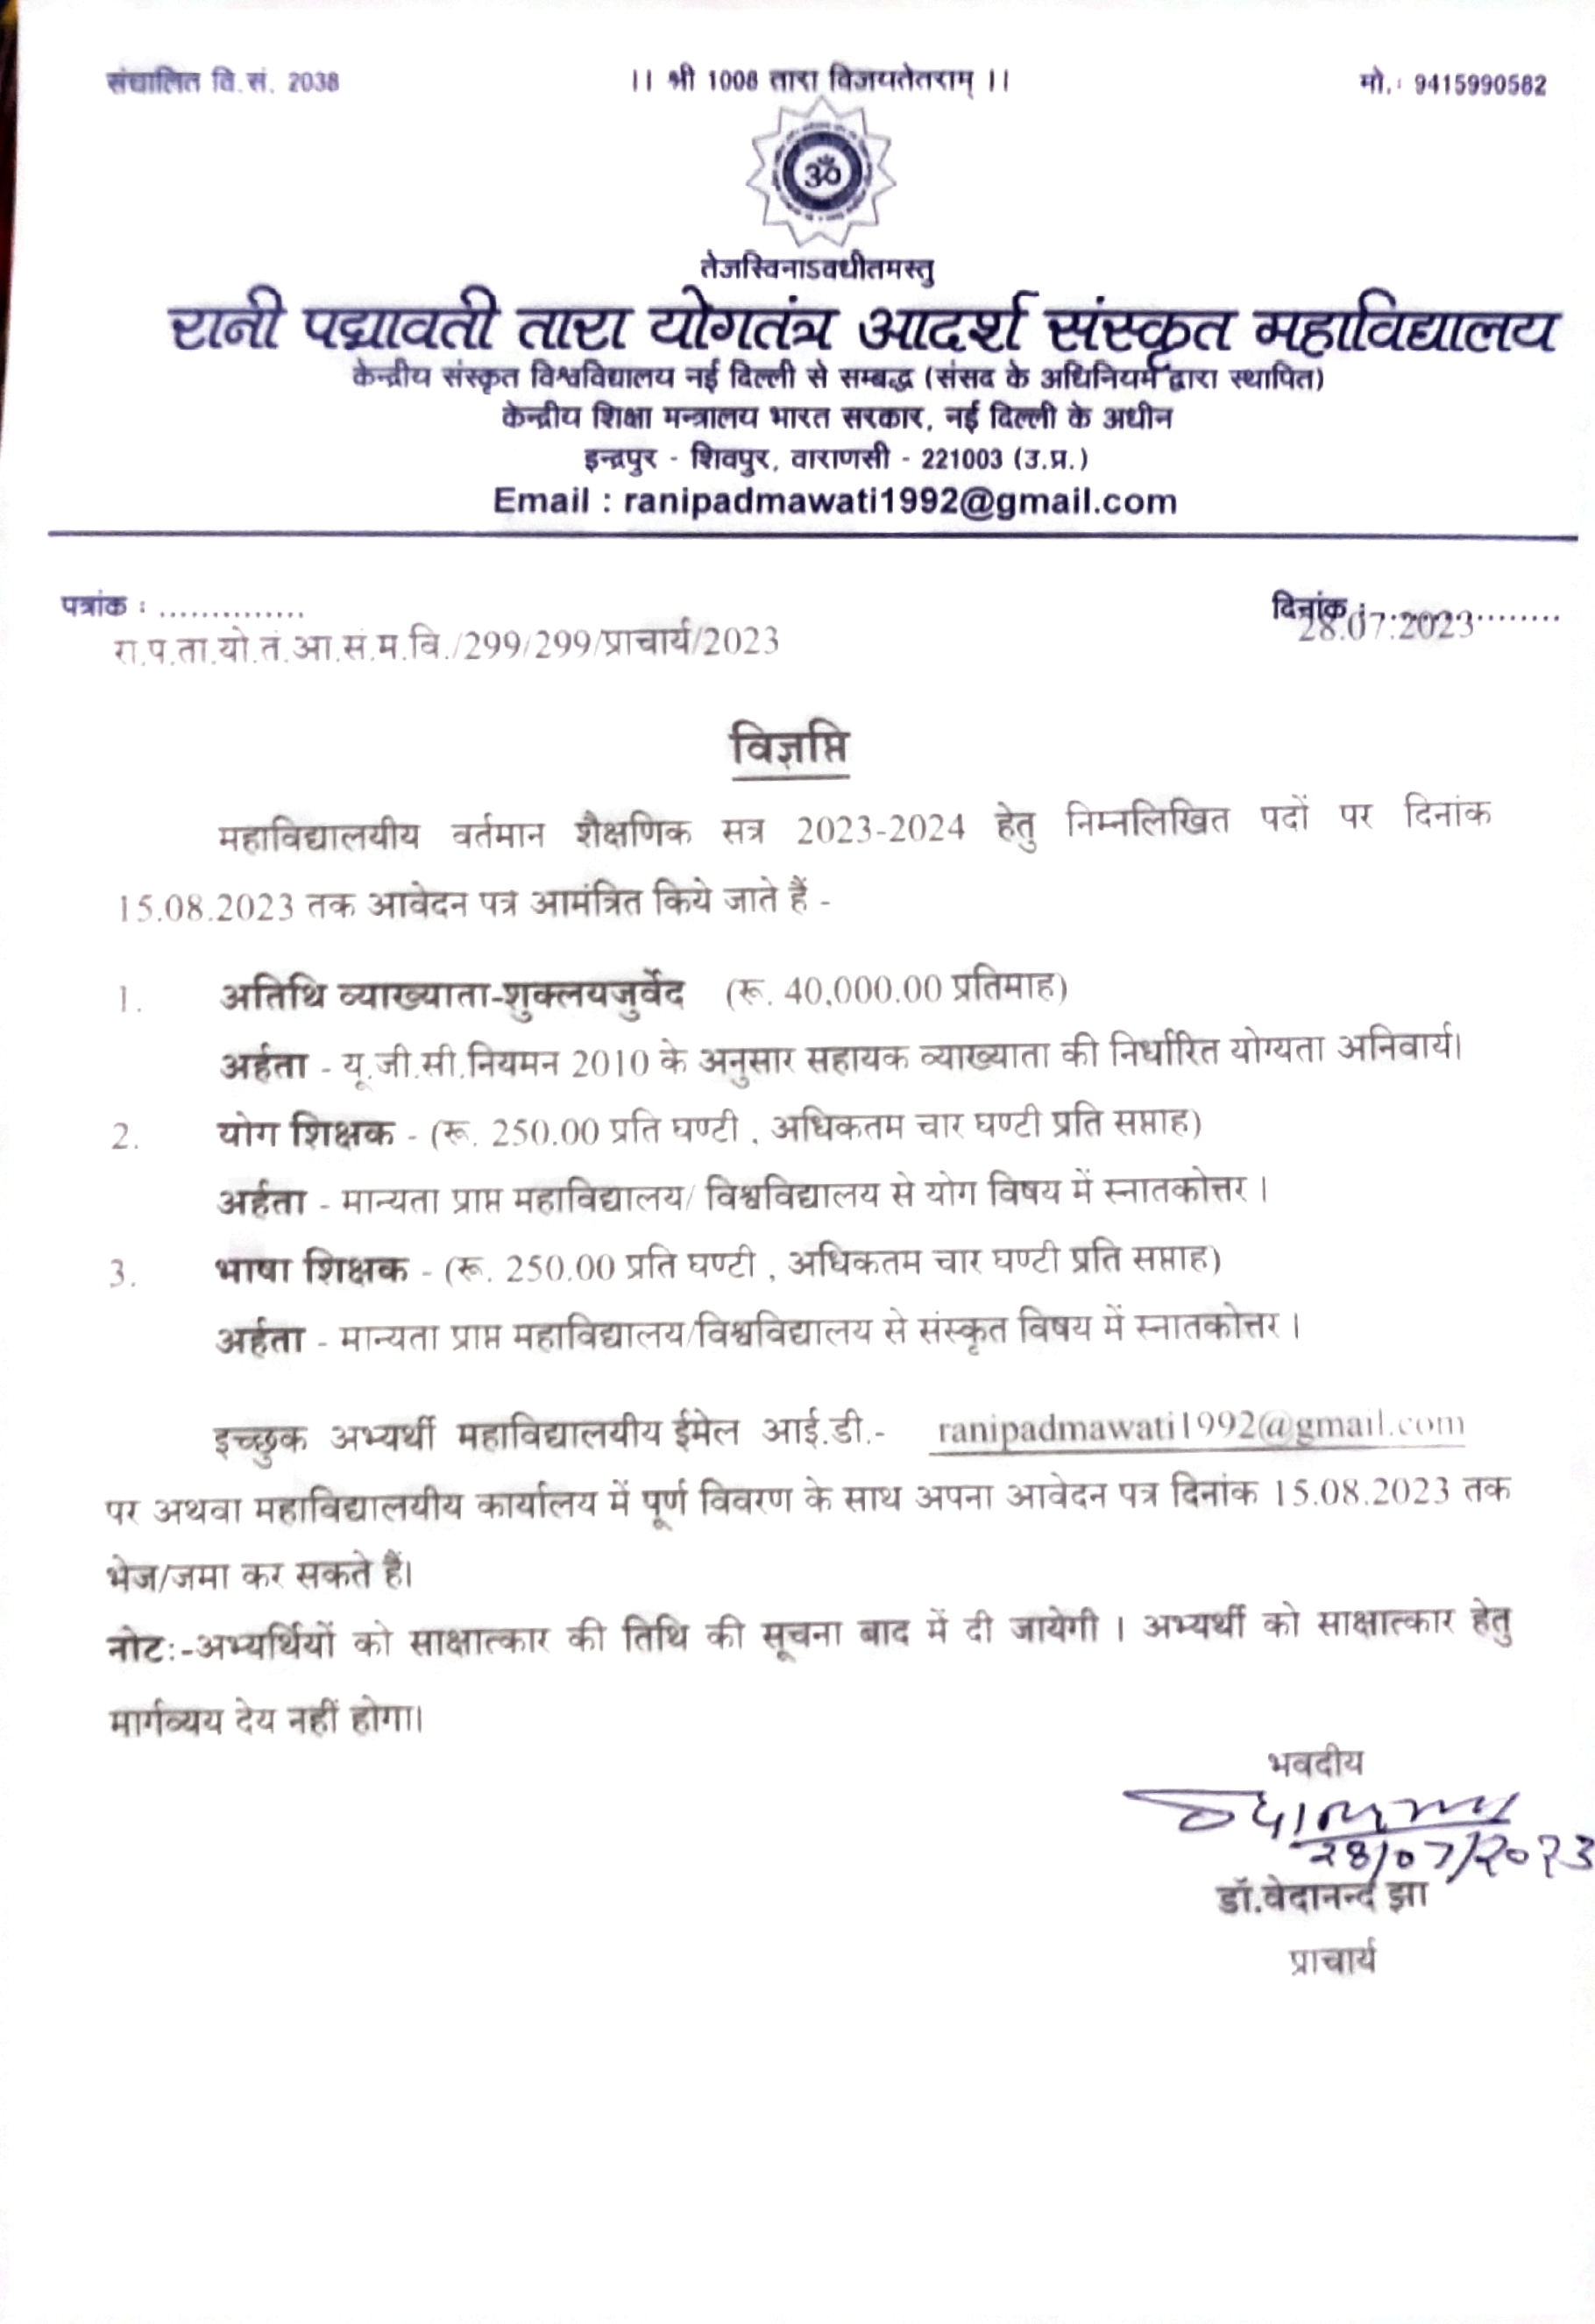 संचालित वि.सं. 2038
।। श्री 1008 तारा विजयतेतराम् ।।
मो.: 9415990582
ॐ
तेजस्विनाऽवधीतमस्तु
रानी पद्मावती तारा योगतंत्र आदर्श संस्कृत महाविद्यालय
केन्द्रीय संस्कृत विश्वविद्यालय नई दिल्ली से सम्बद्ध (संसद के अधिनियम द्वारा स्थापित)
केन्द्रीय शिक्षा मन्त्रालय भारत सरकार, नई दिल्ली के अधीन
इन्द्रपुर - शिवपुर, वाराणसी - 221003 (उ.प्र.)
Email : ranipadmawati1992@gmail.com
पत्रांक : ..............
दिनांक : ....................
28.07.2023
रा.प.ता.यो.तं.आ.सं.म.वि./299/299/प्राचार्य/2023
विज्ञप्ति
महाविद्यालयीय वर्तमान शैक्षणिक सत्र 2023-2024 हेतु निम्नलिखित पदों पर दिनांक
15.08.2023 तक आवेदन पत्र आमंत्रित किये जाते हैं -
1. अतिथि व्याख्याता-शुक्लयजुर्वेद (रू. 40,000.00 प्रतिमाह)
अर्हता - यू.जी.सी.नियमन 2010 के अनुसार सहायक व्याख्याता की निर्धारित योग्यता अनिवार्य।
2. योग शिक्षक - (रू. 250.00 प्रति घण्टी , अधिकतम चार घण्टी प्रति सप्ताह)
अर्हता - मान्यता प्राप्त महाविद्यालय/ विश्वविद्यालय से योग विषय में स्नातकोत्तर ।
3. भाषा शिक्षक - (रू. 250.00 प्रति घण्टी , अधिकतम चार घण्टी प्रति सप्ताह)
अर्हता - मान्यता प्राप्त महाविद्यालय/विश्वविद्यालय से संस्कृत विषय में स्नातकोत्तर ।
इच्छुक अभ्यर्थी महाविद्यालयीय ईमेल आई.डी.- ranipadmawati1992@gmail.com
पर अथवा महाविद्यालयीय कार्यालय में पूर्ण विवरण के साथ अपना आवेदन पत्र दिनांक 15.08.2023 तक
भेज/जमा कर सकते हैं।
नोटः-अभ्यर्थियों को साक्षात्कार की तिथि की सूचना बाद में दी जायेगी । अभ्यर्थी को साक्षात्कार हेतु
मार्गव्यय देय नहीं होगा।
भवदीय
28/07/2023
डॉ.वेदानन्द झा
प्राचार्य